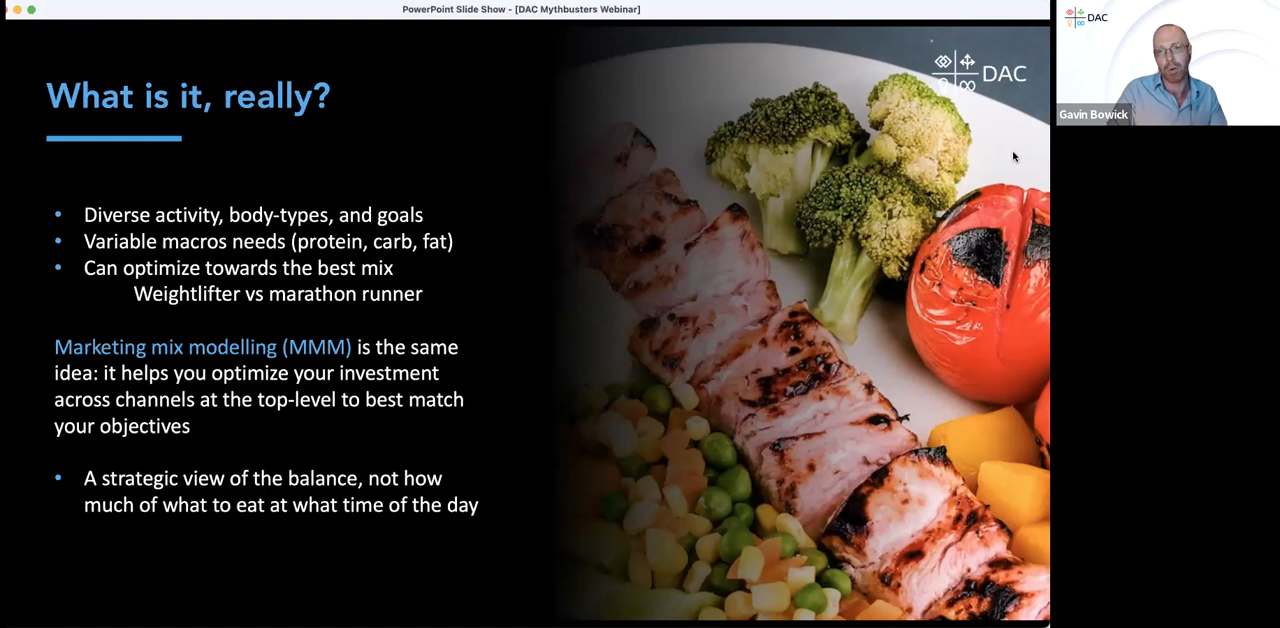 PowerPoint Slide Show - [DAC Mythbusters Webinar]
What is it, really?
DAC
• Diverse activity, body-types, and goals
• Variable macros needs (protein, carb, fat)
• Can optimize towards the best mix
Weightlifter vs marathon runner
Marketing mix modelling (MMM) is the same
idea: it helps you optimize your investment
across channels at the top-level to best match
your objectives
• A strategic view of the balance, not how
much of what to eat at what time of the day
DAC
Gavin Bowick